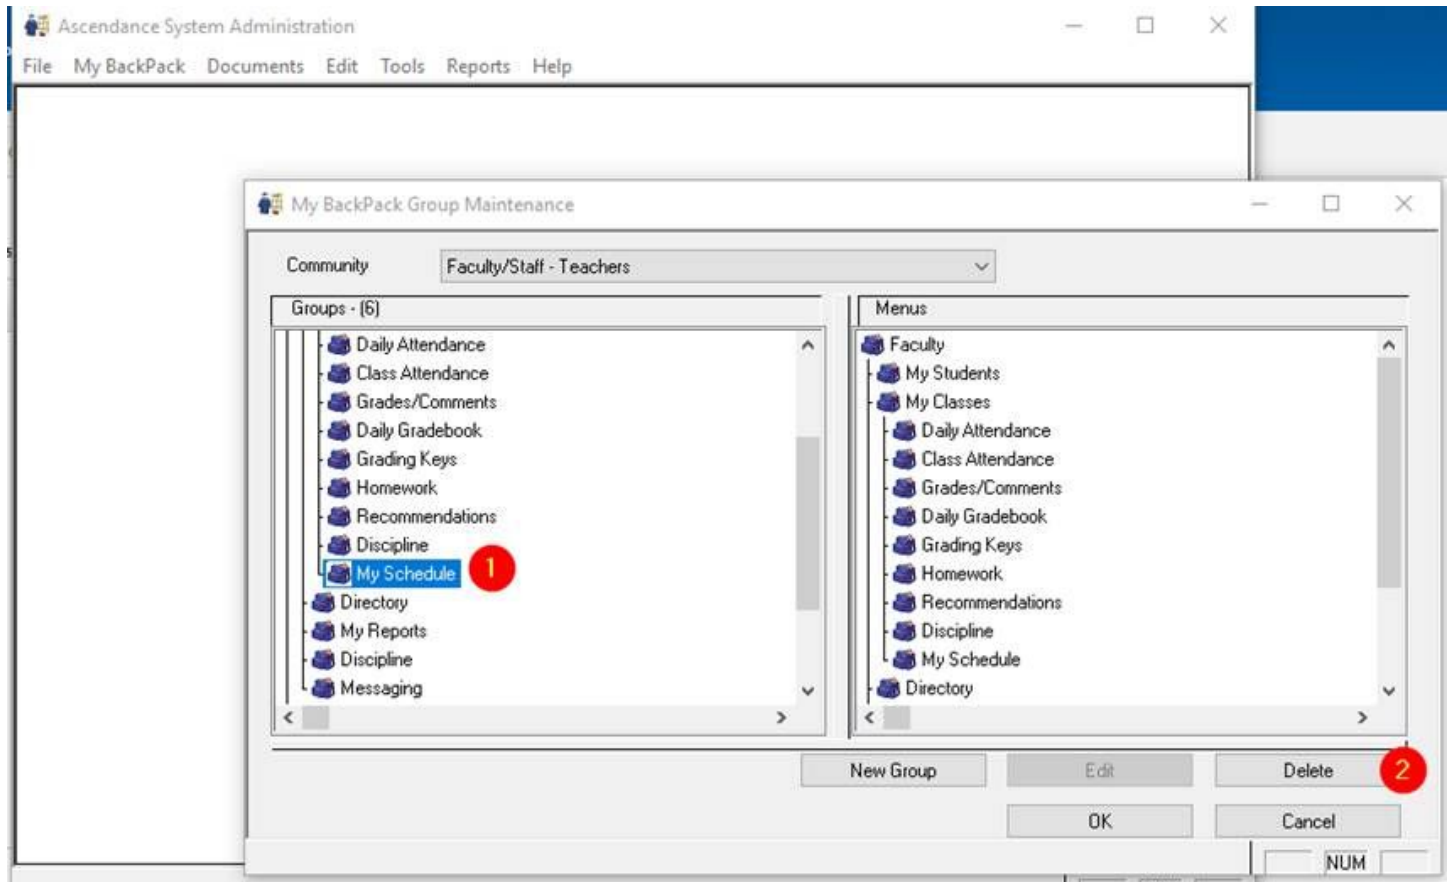 Ascendance System Administration
File My BackPack Documents Edit Tools Reports Help
My BackPack Group Maintenance
Community Faculty/Staff - Teachers
Groups - (6)
Daily Attendance
Class Attendance
Grades/Comments
Daily Gradebook
Grading Keys
Homework
Recommendations
Discipline
My Schedule 1
Directory
My Reports
Discipline
Messaging
Menus
Faculty
My Students
My Classes
Daily Attendance
Class Attendance
Grades/Comments
Daily Gradebook
Grading Keys
Homework
Recommendations
Discipline
My Schedule
Directory
New Group Edit Delete 2
OK Cancel
NUM